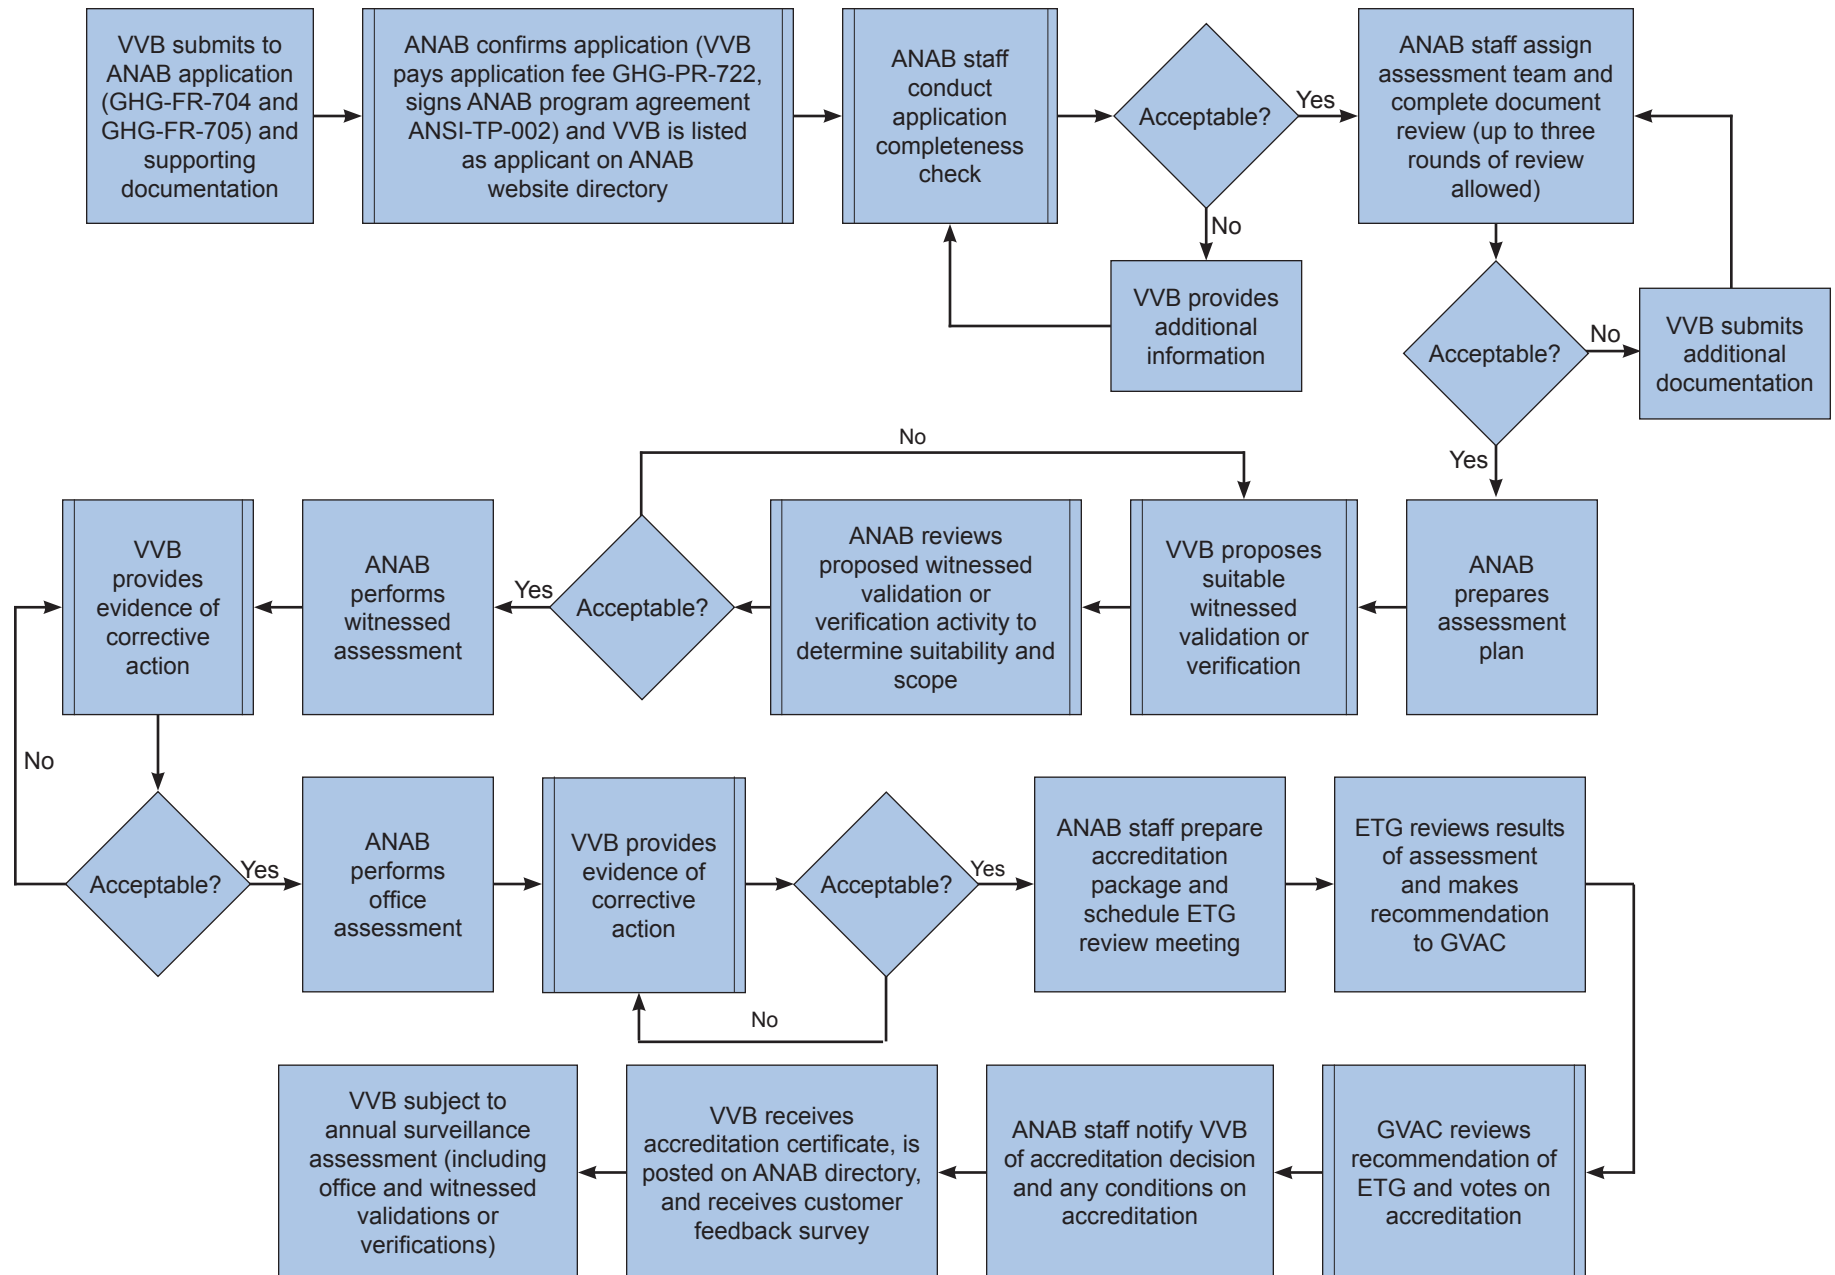 VVB submits to
ANAB application
(GHG-FR-704 and
GHG-FR-705) and
supporting
documentation
ANAB confirms application (VVB
pays application fee GHG-PR-722,
signs ANAB program agreement
ANSI-TP-002) and VVB is listed
as applicant on ANAB
website directory
ANAB staff
conduct
application
completeness
check
Acceptable?
Yes
No
VVB provides
additional
information
ANAB staff assign
assessment team and
complete document
review (up to three
rounds of review
allowed)
Acceptable?
No
VVB submits
additional
documentation
Yes
ANAB
prepares
assessment
plan
VVB proposes
suitable
witnessed
validation or
verification
ANAB reviews
proposed witnessed
validation or
verification activity to
determine suitability and
scope
Acceptable?
No
Yes
ANAB
performs
witnessed
assessment
VVB
provides
evidence of
corrective
action
No
Acceptable?
Yes
ANAB
performs
office
assessment
VVB provides
evidence of
corrective
action
Acceptable?
No
Yes
ANAB staff prepare
accreditation
package and
schedule ETG
review meeting
ETG reviews results
of assessment
and makes
recommendation
to GVAC
GVAC reviews
recommendation of
ETG and votes on
accreditation
ANAB staff notify VVB
of accreditation decision
and any conditions on
accreditation
VVB receives
accreditation certificate, is
posted on ANAB directory,
and receives customer
feedback survey
VVB subject to
annual surveillance
assessment (including
office and witnessed
validations or
verifications)